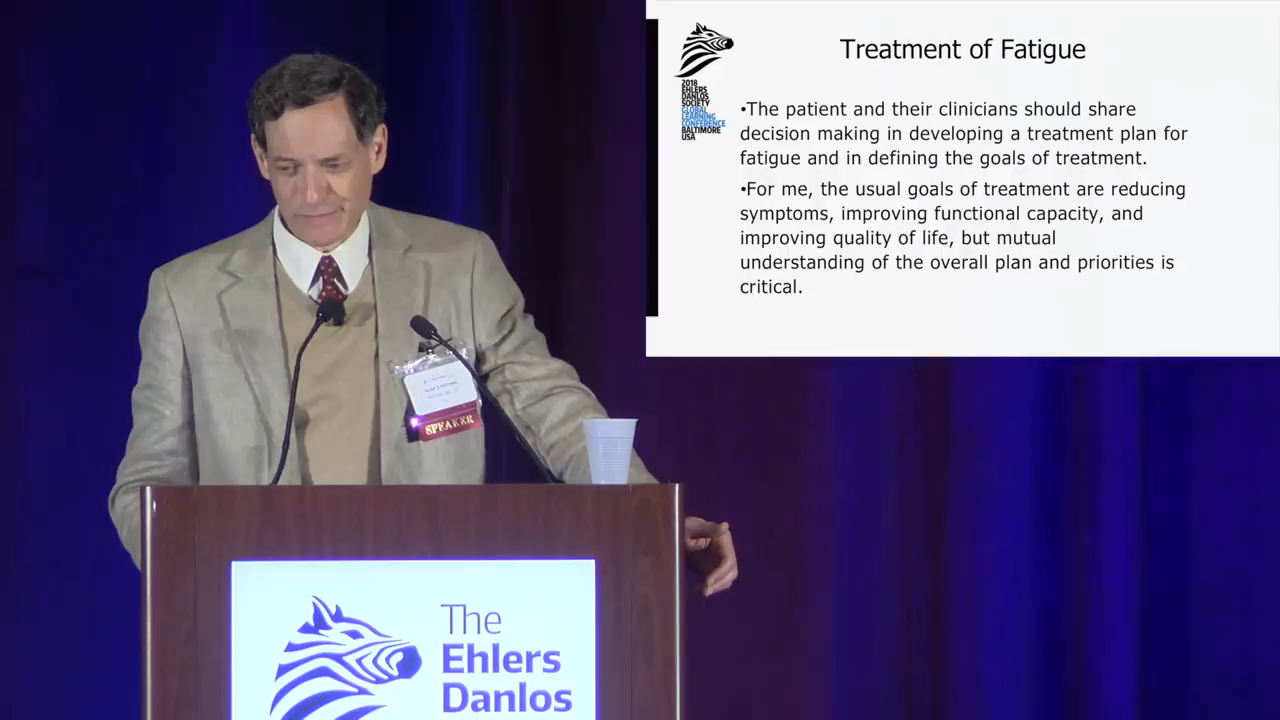 Treatment of Fatigue
2018
EHLERS
DANLOS
SOCIETY
GLOBAL
LEARNING
CONFERENCE
BALTIMORE
USA
•The patient and their clinicians should share
decision making in developing a treatment plan for
fatigue and in defining the goals of treatment.
•For me, the usual goals of treatment are reducing
symptoms, improving functional capacity, and
improving quality of life, but mutual
understanding of the overall plan and priorities is
critical.
SPEAKER
The
Ehlers
Danlos